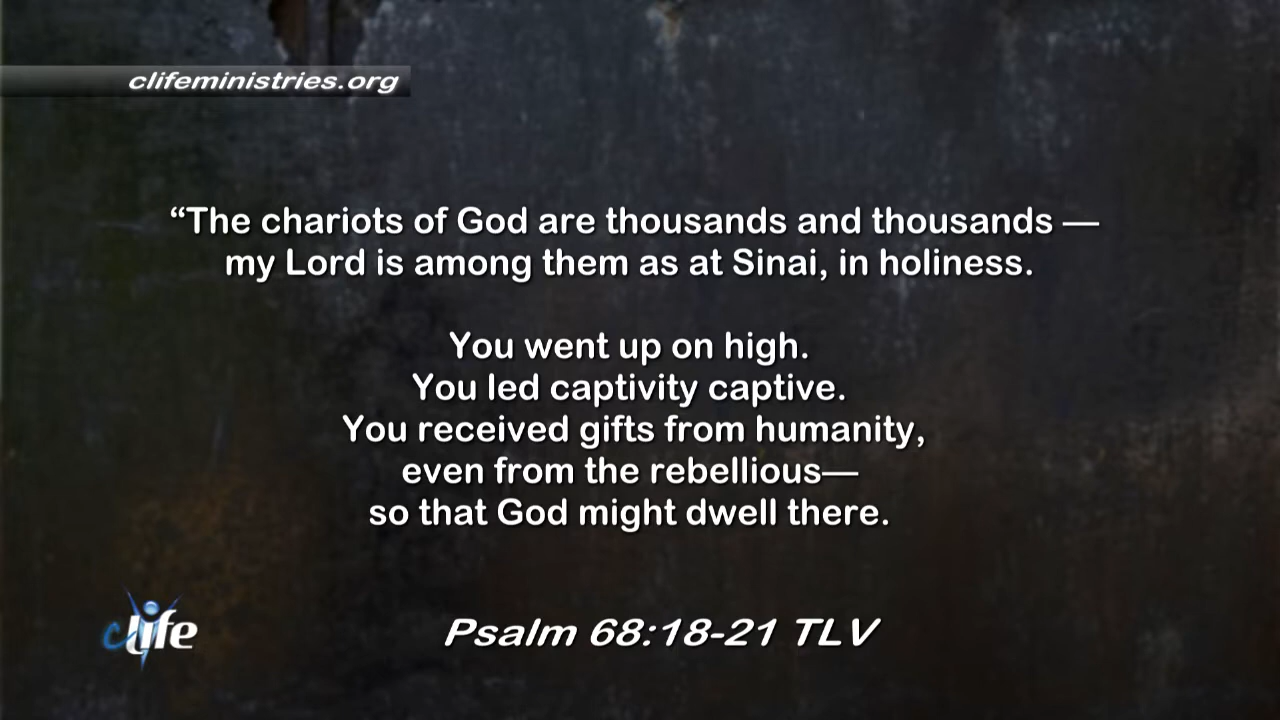 clifeministries.org
“The chariots of God are thousands and thousands —
my Lord is among them as at Sinai, in holiness.
You went up on high.
You led captivity captive.
You received gifts from humanity,
even from the rebellious—
so that God might dwell there.
cLife
Psalm 68:18-21 TLV